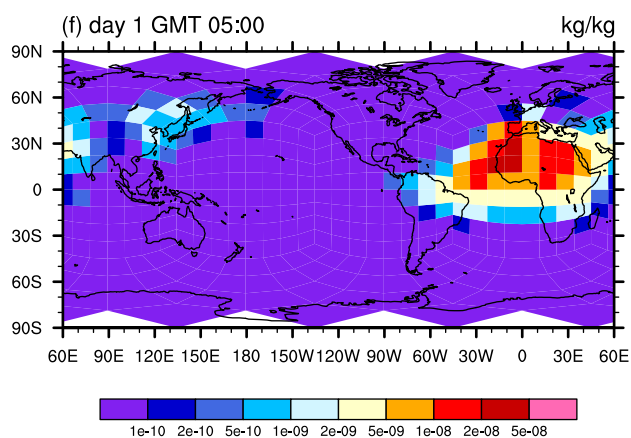 (f) day 1 GMT 05:00 kg/kg
90N
60N
30N
0
30S
60S
90S
60E 90E 120E 150E 180 150W 120W 90W 60W 30W 0 30E 60E
1e-10 2e-10 5e-10 1e-09 2e-09 5e-09 1e-08 2e-08 5e-08